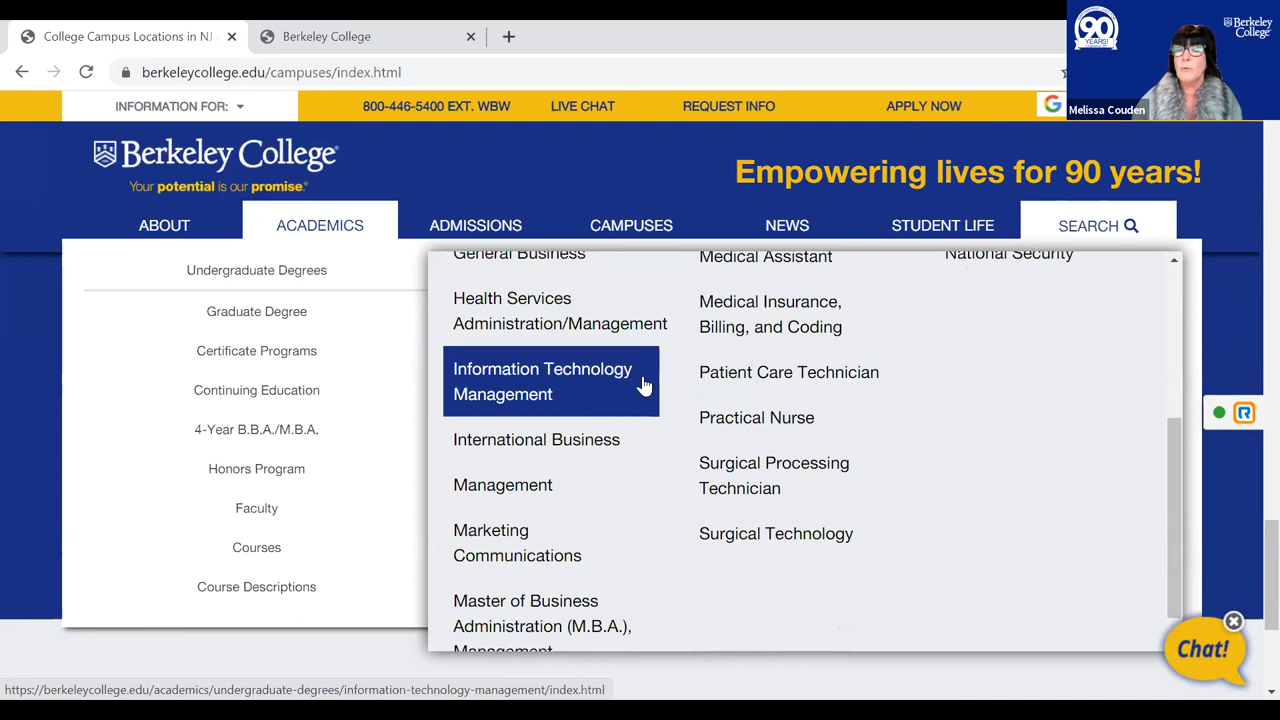 College Campus Locations in NJ
Berkeley College
berkeleycollege.edu/campuses/index.html
90
YEARS!
Berkeley
College
Melissa Couden
INFORMATION FOR:
800-446-5400 EXT. WBW
LIVE CHAT
REQUEST INFO
APPLY NOW
G
Berkeley College®
Your potential is our promise.®
Empowering lives for 90 years!
ABOUT
ACADEMICS
ADMISSIONS
CAMPUSES
NEWS
STUDENT LIFE
SEARCH
Undergraduate Degrees
Graduate Degree
Certificate Programs
Continuing Education
4-Year B.B.A./M.B.A.
Honors Program
Faculty
Courses
Course Descriptions
General Business
Health Services
Administration/Management
Information Technology
Management
International Business
Management
Marketing
Communications
Master of Business
Administration (M.B.A.),
Management
Medical Assistant
Medical Insurance,
Billing, and Coding
Patient Care Technician
Practical Nurse
Surgical Processing
Technician
Surgical Technology
National Security
Chat!
https://berkeleycollege.edu/academics/undergraduate-degrees/information-technology-management/index.html